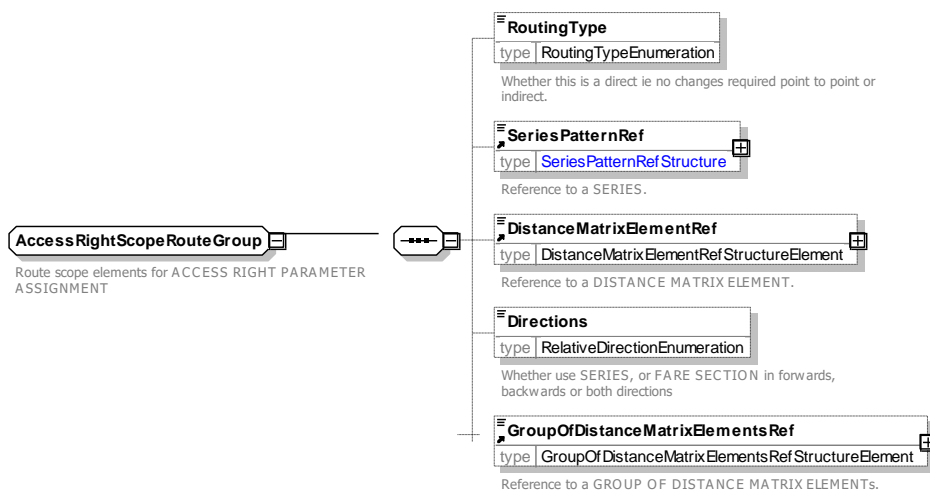 RoutingType
type RoutingTypeEnumeration
Whether this is a direct ie no changes required point to point or
indirect.
SeriesPatternRef
type SeriesPatternRefStructure
Reference to a SERIES.
AccessRightScopeRouteGroup
Route scope elements for ACCESS RIGHT PARAMETER
ASSIGNMENT
DistanceMatrixElementRef
type DistanceMatrixElementRefStructureElement
Reference to a DISTANCE MATRIX ELEMENT.
Directions
type RelativeDirectionEnumeration
Whether use SERIES, or FARE SECTION in forwards,
backwards or both directions
GroupOfDistanceMatrixElementsRef
type GroupOfDistanceMatrixElementsRefStructureElement
Reference to a GROUP OF DISTANCE MATRIX ELEMENTs.